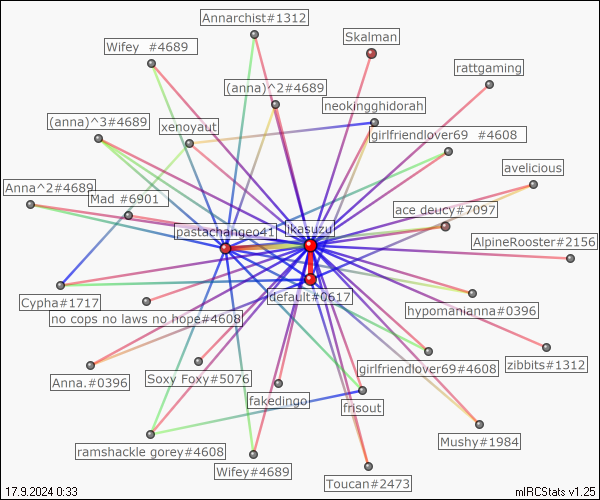 Annarchist#1312
Wifey #4689
Skalman
rattgaming
(anna)^2#4689
neokingghidorah
(anna)^3#4689
xenoyaut
girlfriendlover69 #4608
avelicious
Anna^2#4689
Mad #6901
ace deucy#7097
pastachangeo41
likasuzu
AlpineRooster#2156
Cypha#1717
default#0617
hypomanianna#0396
no cops no laws no hope#4608
zibbits#1312
girlfriendlover69#4608
Anna.#0396
Soxy Foxy#5076
fakedingo
frisout
Mushy#1984
ramshackle gorey#4608
Wifey#4689
Toucan#2473
17.9.2024 0:33
mIRCStats v1.25